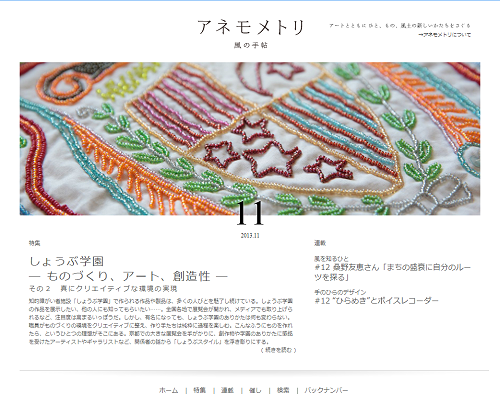 アネモメトリ
風の手帖
アートとともに ひと、もの、風土の新しいかたちをさぐる
→アネモメトリについて
11
2013.11
特集
しょうぶ学園
― ものづくり、アート、創造性 ―
その2 真にクリエイティブな環境の実現
知的障がい者施設「しょうぶ学園」で作られる作品や製品は、多くの人びとを魅了し続けている。しょうぶ学園
の作品を展示したい、他の人にも知ってもらいたい……。全国各地で展覧会が開かれ、メディアでも取り上げら
れるなど、注目度は高まるいっぽうだ。しかし、有名になっても、しょうぶ学園のありかたは何も変わらない。
職員がものづくりの環境をクリエイティブに整え、作り手たちは純粋に過程を楽しむ。こんなふうにものを作れ
たら、というひとつの理想がそこにある。京都での大きな展覧会を手がかりに、創作物や学園のありかたに感銘
を受けたアーティストやギャラリストなど、関係者の話から「しょうぶスタイル」を浮き彫りにする。
( 続きを読む )
連載
風を知るひと
#12 桑野友恵さん「まちの盛衰に自分のルー
ツを探る」
手のひらのデザイン
#12 “ひらめき”とボイスレコーダー
ホーム | 特集 | 連載 | 催し | 検索 | バックナンバー